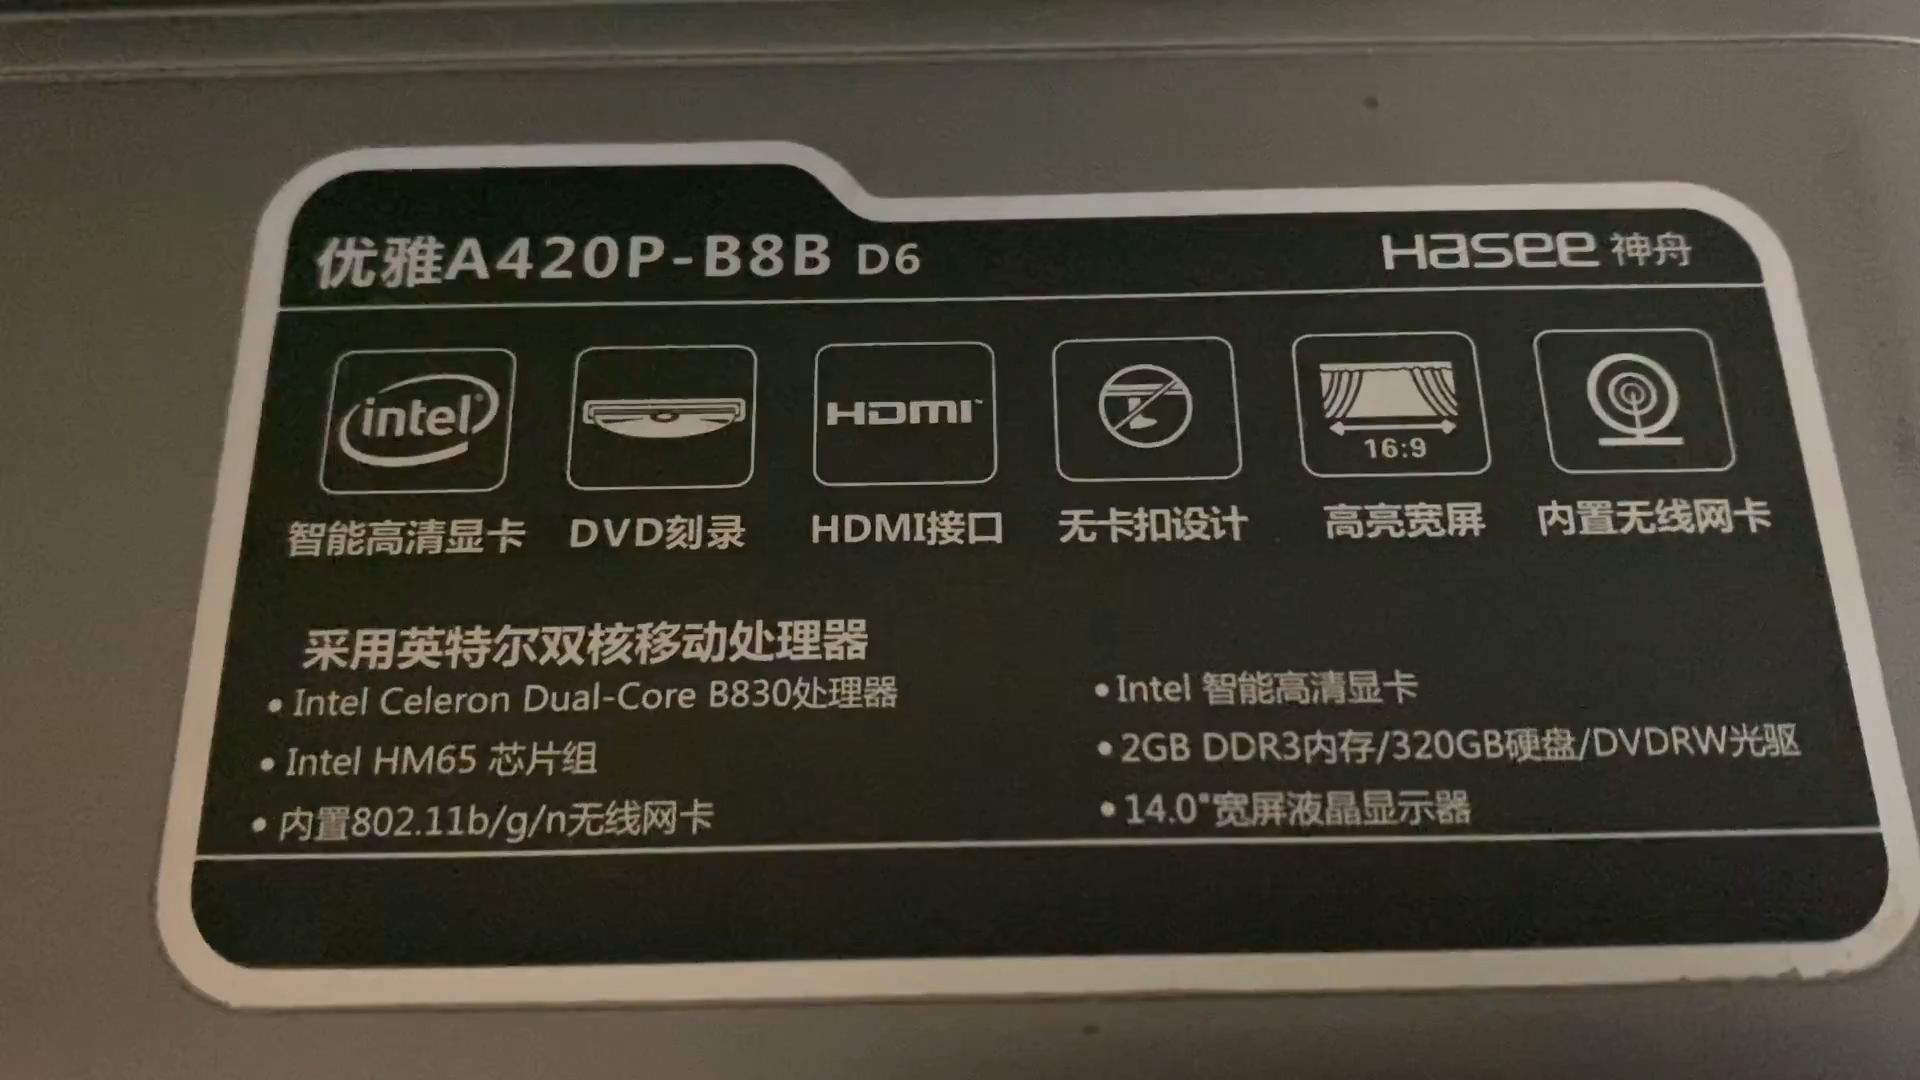 优雅A420P-B8B D6
Hasee 神舟
intel
HDMI™
16:9
智能高清显卡 DVD刻录 HDMI接口 无卡扣设计 高亮宽屏 内置无线网卡
采用英特尔双核移动处理器
• Intel Celeron Dual-Core B830处理器
• Intel HM65 芯片组
• 内置802.11b/g/n无线网卡
• Intel 智能高清显卡
• 2GB DDR3内存/320GB硬盘/DVDRW光驱
• 14.0"宽屏液晶显示器